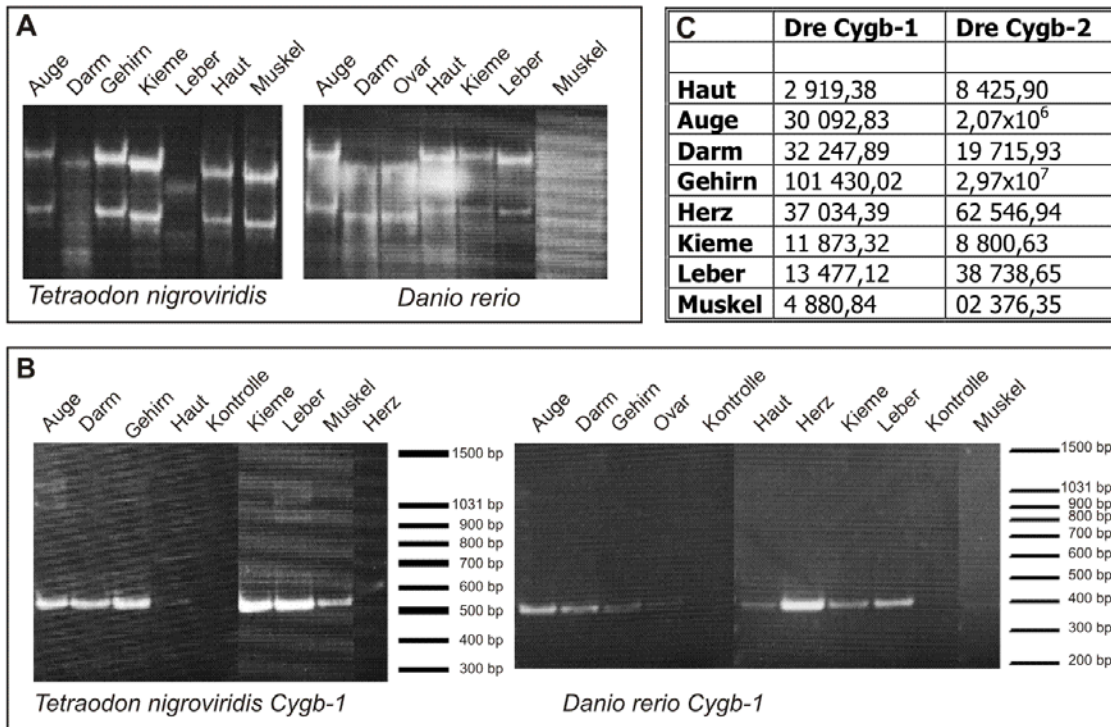 A
Auge Darm Gehirn Kieme Leber Haut Muskel
Auge Darm Ovar Haut Kieme Leber Muskel
Tetraodon nigroviridis
Danio rerio
C Dre Cygb-1 Dre Cygb-2
Haut 2 919,38 8 425,90
Auge 30 092,83 2,07x10⁶
Darm 32 247,89 19 715,93
Gehirn 101 430,02 2,97x10⁷
Herz 37 034,39 62 546,94
Kieme 11 873,32 8 800,63
Leber 13 477,12 38 738,65
Muskel 4 880,84 02 376,35
B
Auge Darm Gehirn Haut Kontrolle Kieme Leber Muskel Herz
1500 bp
1031 bp
900 bp
800 bp
700 bp
600 bp
500 bp
400 bp
300 bp
Tetraodon nigroviridis Cygb-1
Auge Darm Gehirn Ovar Kontrolle Haut Herz Kieme Leber Kontrolle Muskel
1500 bp
1031 bp
900 bp
800 bp
700 bp
600 bp
500 bp
400 bp
300 bp
200 bp
Danio rerio Cygb-1